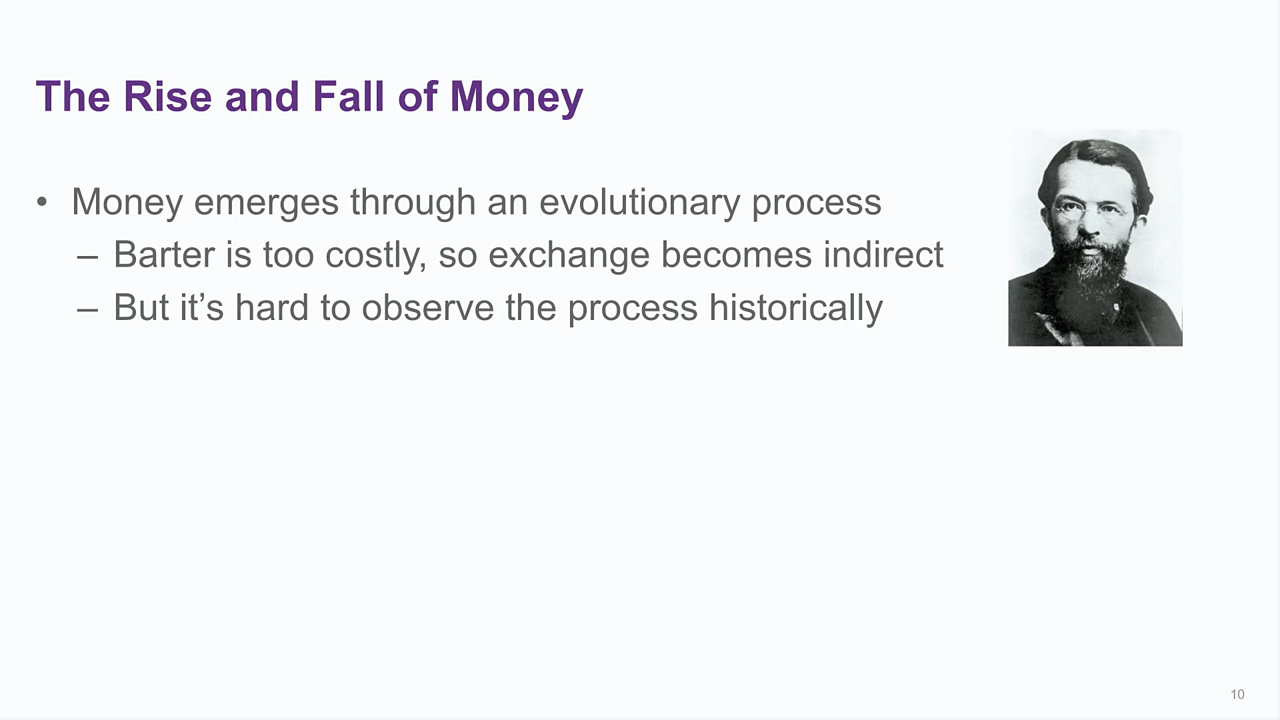 The Rise and Fall of Money
• Money emerges through an evolutionary process
– Barter is too costly, so exchange becomes indirect
– But it’s hard to observe the process historically
10